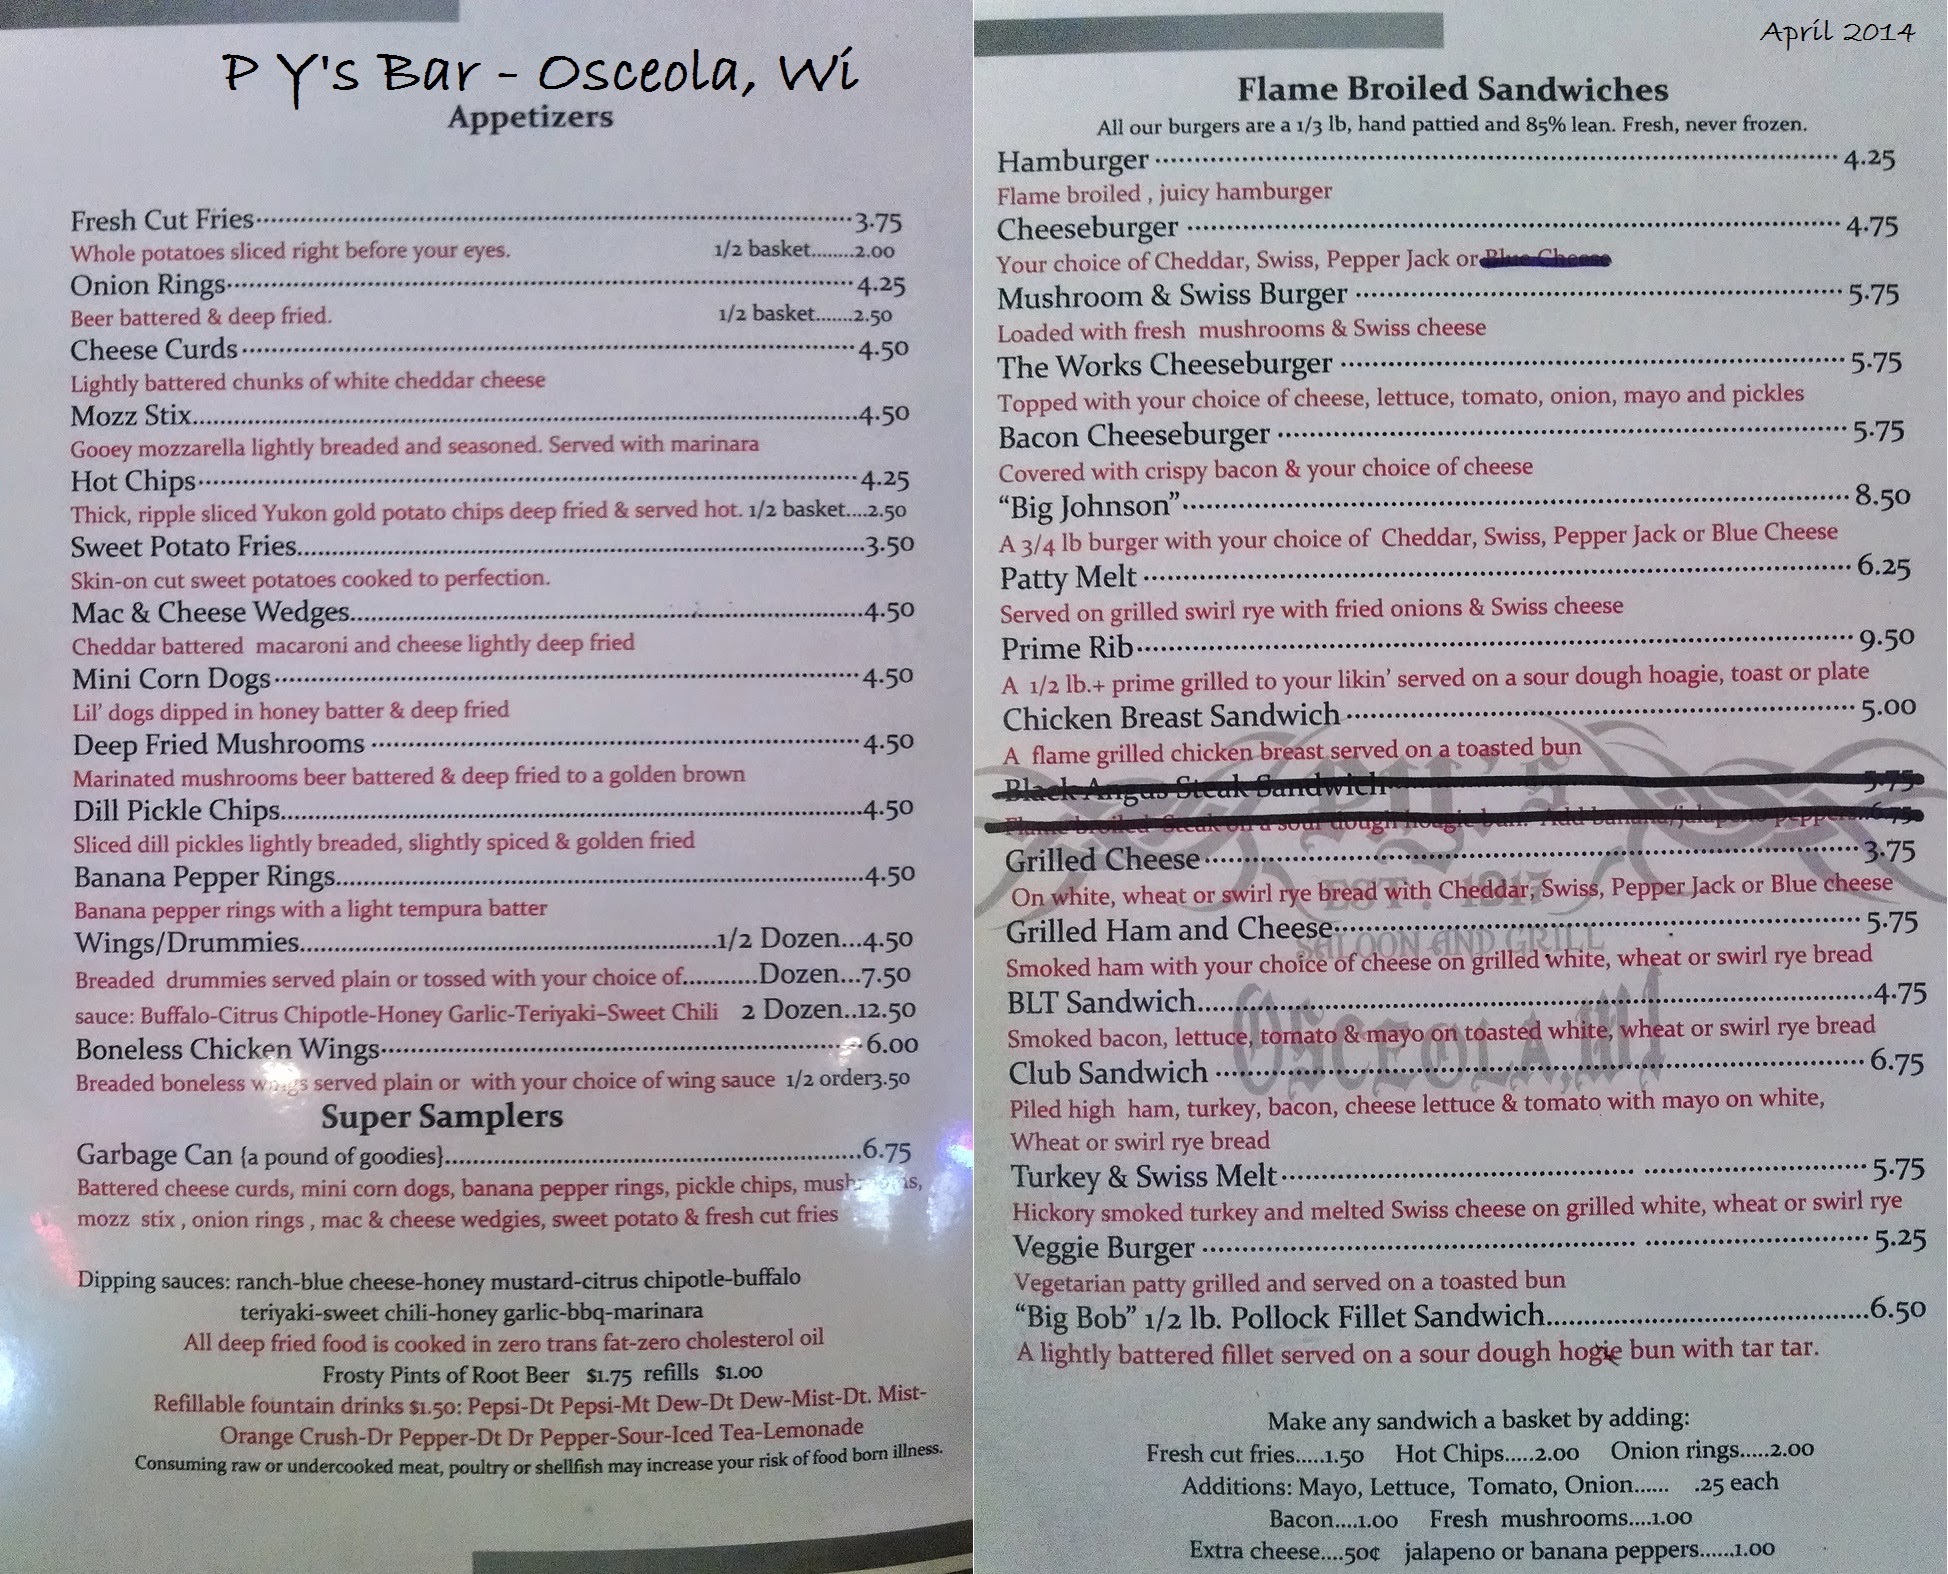 P Y's Bar - Osceola, Wi
Appetizers
Fresh Cut Fries 3.75
Whole potatoes sliced right before your eyes. 1/2 basket........2.00
Onion Rings 4.25
Beer battered & deep fried. 1/2 basket.......2.50
Cheese Curds 4.50
Lightly battered chunks of white cheddar cheese
Mozz Stix 4.50
Gooey mozzarella lightly breaded and seasoned. Served with marinara
Hot Chips 4.25
Thick, ripple sliced Yukon gold potato chips deep fried & served hot. 1/2 basket....2.50
Sweet Potato Fries 3.50
Skin-on cut sweet potatoes cooked to perfection.
Mac & Cheese Wedges 4.50
Cheddar battered macaroni and cheese lightly deep fried
Mini Corn Dogs 4.50
Lil' dogs dipped in honey batter & deep fried
Deep Fried Mushrooms 4.50
Marinated mushrooms beer battered & deep fried to a golden brown
Dill Pickle Chips 4.50
Sliced dill pickles lightly breaded, slightly spiced & golden fried
Banana Pepper Rings 4.50
Banana pepper rings with a light tempura batter
Wings/Drummies 1/2 Dozen...4.50
Breaded drummies served plain or tossed with your choice of...........Dozen...7.50
sauce: Buffalo-Citrus Chipotle-Honey Garlic-Teriyaki-Sweet Chili 2 Dozen..12.50
Boneless Chicken Wings 6.00
Breaded boneless wings served plain or with your choice of wing sauce 1/2 order3.50
Super Samplers
Garbage Can {a pound of goodies} 6.75
Battered cheese curds, mini corn dogs, banana pepper rings, pickle chips, mushrooms,
mozz stix , onion rings , mac & cheese wedgies, sweet potato & fresh cut fries
Dipping sauces: ranch-blue cheese-honey mustard-citrus chipotle-buffalo
teriyaki-sweet chili-honey garlic-bbq-marinara
All deep fried food is cooked in zero trans fat-zero cholesterol oil
Frosty Pints of Root Beer $1.75 refills $1.00
Refillable fountain drinks $1.50: Pepsi-Dt Pepsi-Mt Dew-Dt Dew-Mist-Dt. Mist-
Orange Crush-Dr Pepper-Dt Dr Pepper-Sour-Iced Tea-Lemonade
Consuming raw or undercooked meat, poultry or shellfish may increase your risk of food born illness.
April 2014
Flame Broiled Sandwiches
All our burgers are a 1/3 lb, hand pattied and 85% lean. Fresh, never frozen.
Hamburger 4.25
Flame broiled , juicy hamburger
Cheeseburger 4.75
Your choice of Cheddar, Swiss, Pepper Jack or Blue Cheese
Mushroom & Swiss Burger 5.75
Loaded with fresh mushrooms & Swiss cheese
The Works Cheeseburger 5.75
Topped with your choice of cheese, lettuce, tomato, onion, mayo and pickles
Bacon Cheeseburger 5.75
Covered with crispy bacon & your choice of cheese
“Big Johnson” 8.50
A 3/4 lb burger with your choice of Cheddar, Swiss, Pepper Jack or Blue Cheese
Patty Melt 6.25
Served on grilled swirl rye with fried onions & Swiss cheese
Prime Rib 9.50
A 1/2 lb.+ prime grilled to your likin' served on a sour dough hoagie, toast or plate
Chicken Breast Sandwich 5.00
A flame grilled chicken breast served on a toasted bun
Black Angus Steak Sandwich 5.75
Flame broiled Steak on a sour dough hoagie bun. Add banana/jalapeno peppers..6.75
PY's
Grilled Cheese 3.75
On white, wheat or swirl rye bread with Cheddar, Swiss, Pepper Jack or Blue cheese
EST. 1917
Grilled Ham and Cheese 5.75
SALOON AND GRILL
Smoked ham with your choice of cheese on grilled white, wheat or swirl rye bread
BLT Sandwich 4.75
Smoked bacon, lettuce, tomato & mayo on toasted white, wheat or swirl rye bread
OSCEOLA,WI
Club Sandwich 6.75
Piled high ham, turkey, bacon, cheese lettuce & tomato with mayo on white,
Wheat or swirl rye bread
Turkey & Swiss Melt 5.75
Hickory smoked turkey and melted Swiss cheese on grilled white, wheat or swirl rye
Veggie Burger 5.25
Vegetarian patty grilled and served on a toasted bun
“Big Bob” 1/2 lb. Pollock Fillet Sandwich 6.50
A lightly battered fillet served on a sour dough hogie bun with tar tar.
Make any sandwich a basket by adding:
Fresh cut fries.....1.50 Hot Chips.....2.00 Onion rings.....2.00
Additions: Mayo, Lettuce, Tomato, Onion...... .25 each
Bacon....1.00 Fresh mushrooms....1.00
Extra cheese....50¢ jalapeno or banana peppers......1.00